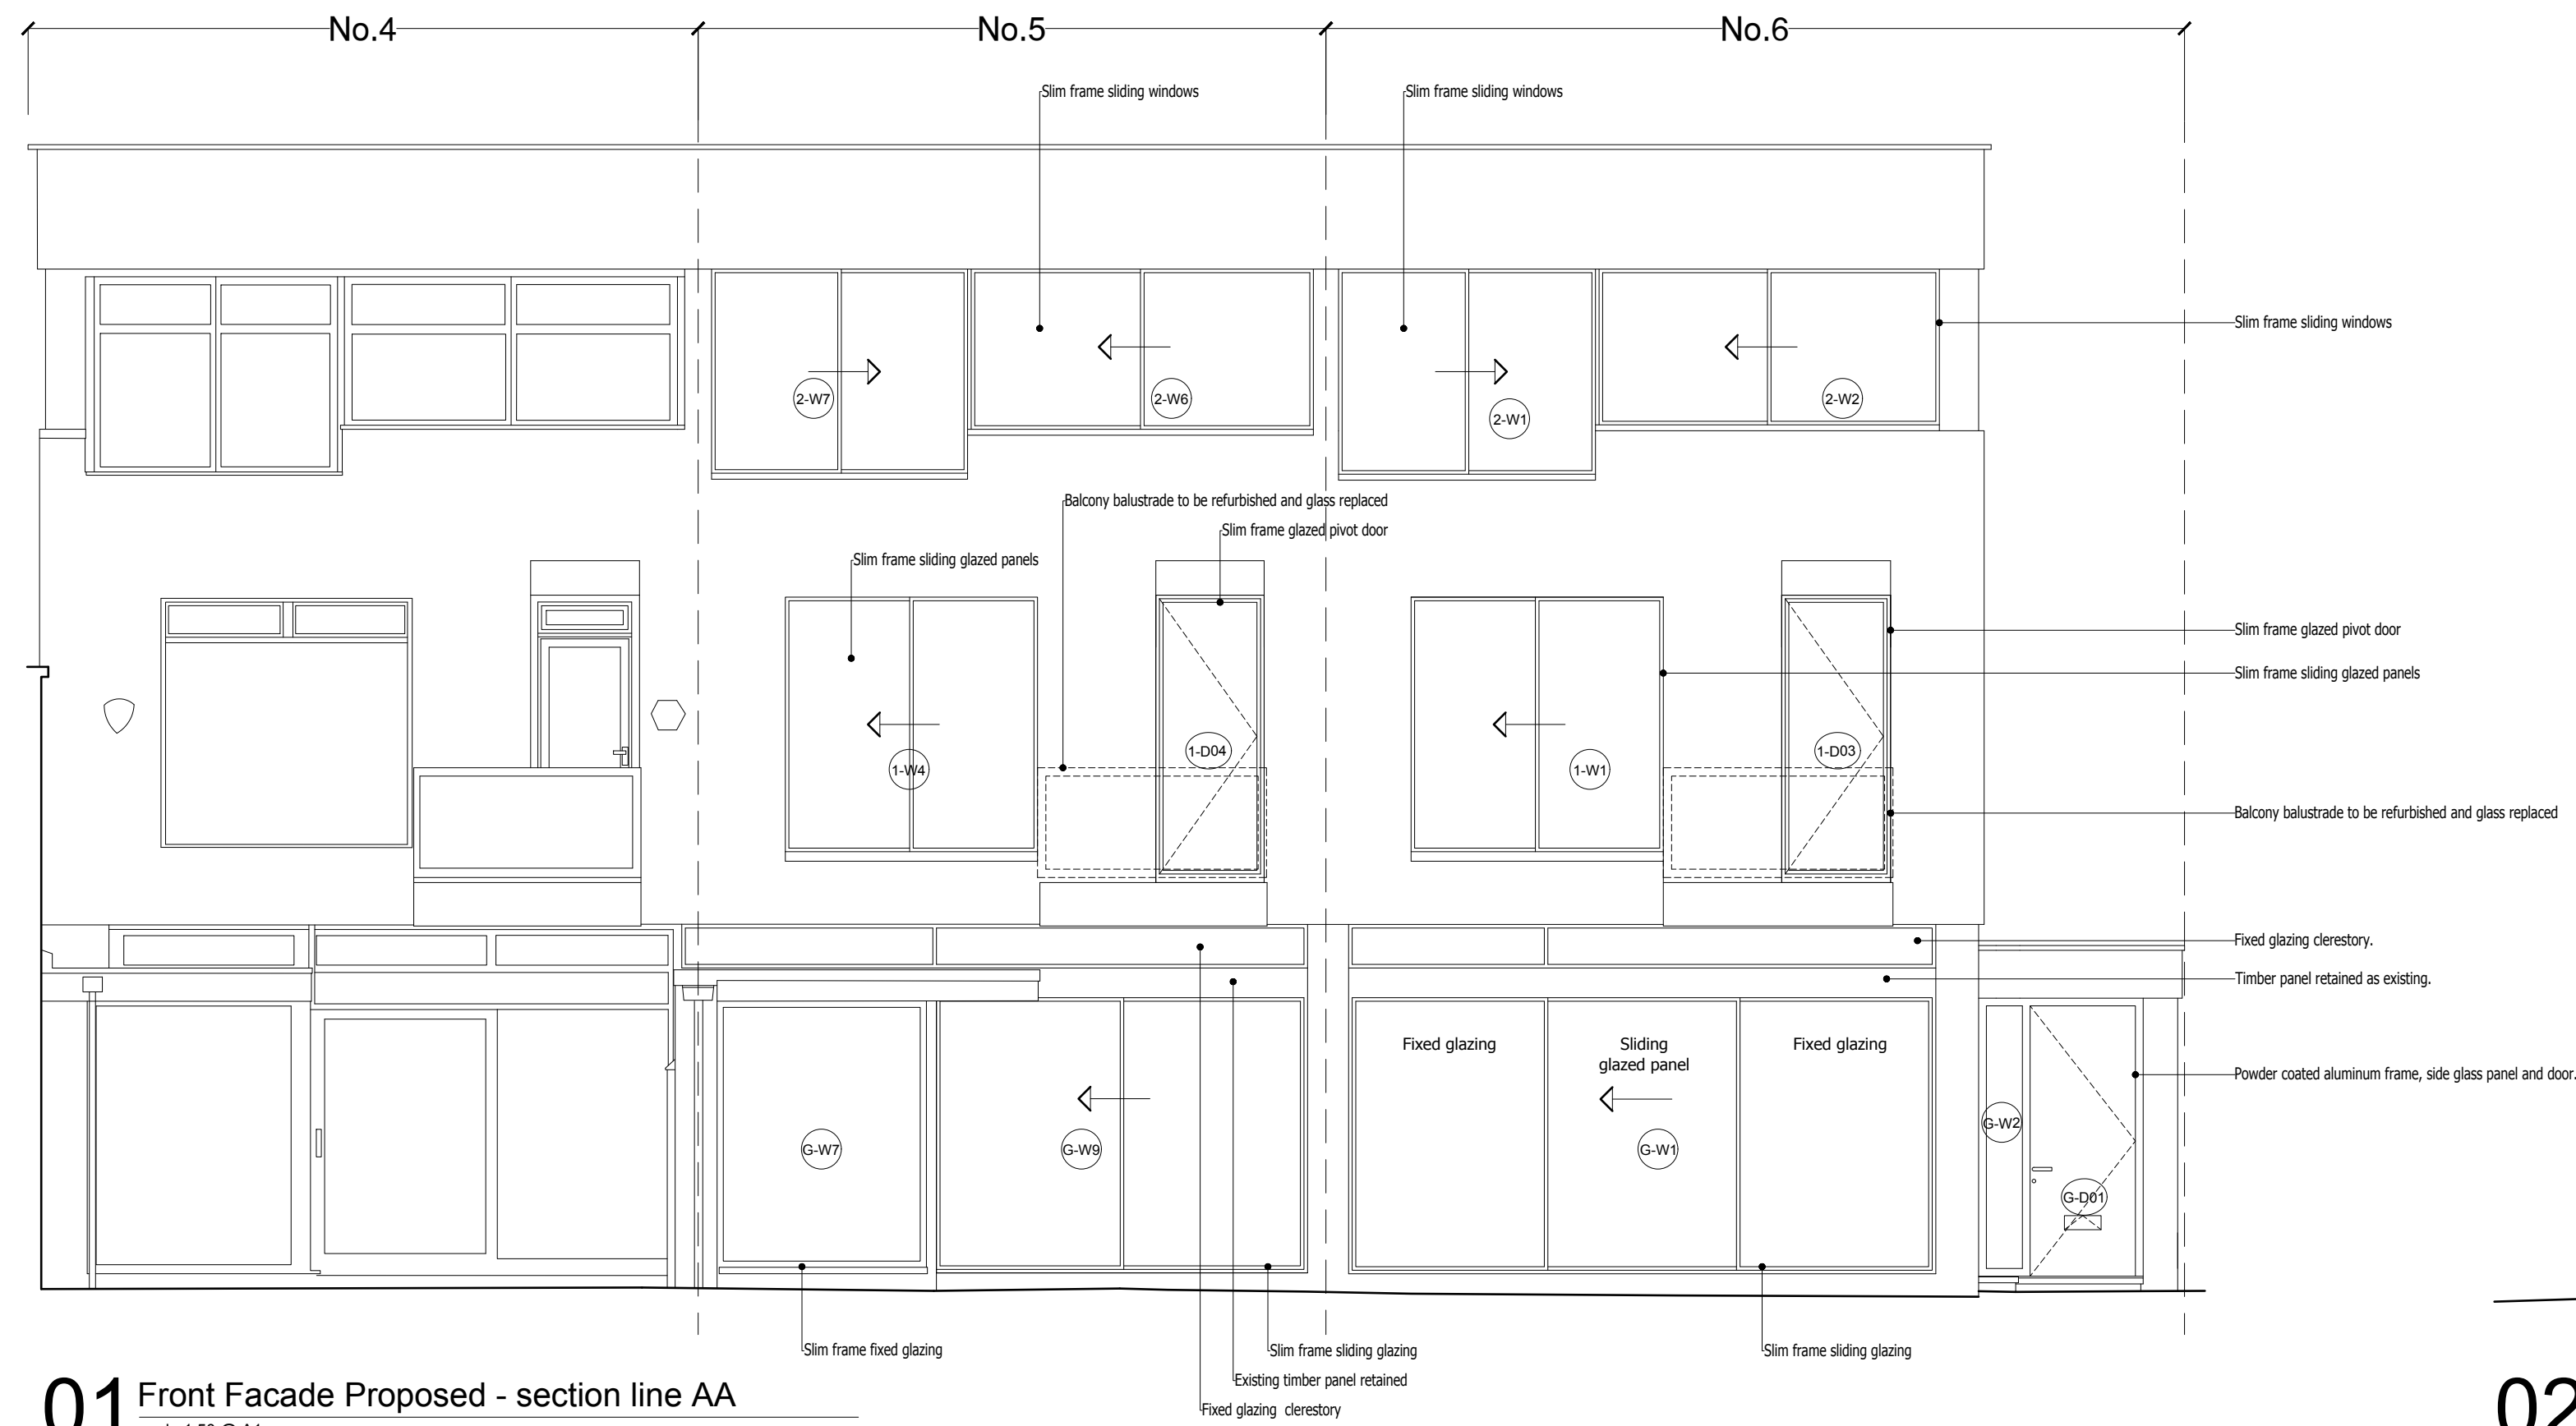 No.4
No.5
No.6
Slim frame sliding windows
Slim frame sliding windows
Slim frame sliding windows
2-W7
2-W6
2-W1
2-W2
Balcony balustrade to be refurbished and glass replaced
Slim frame glazed pivot door
Slim frame sliding glazed panels
Slim frame glazed pivot door
Slim frame sliding glazed panels
1-W4
1-D04
1-W1
1-D03
Balcony balustrade to be refurbished and glass replaced
Fixed glazing clerestory.
Timber panel retained as existing.
Fixed glazing
Sliding
glazed panel
Fixed glazing
Powder coated aluminum frame, side glass panel and door.
G-W7
G-W9
G-W1
G-W2
G-D01
Slim frame fixed glazing
Slim frame sliding glazing
Slim frame sliding glazing
Existing timber panel retained
Fixed glazing clerestory
01 Front Facade Proposed - section line AA
02